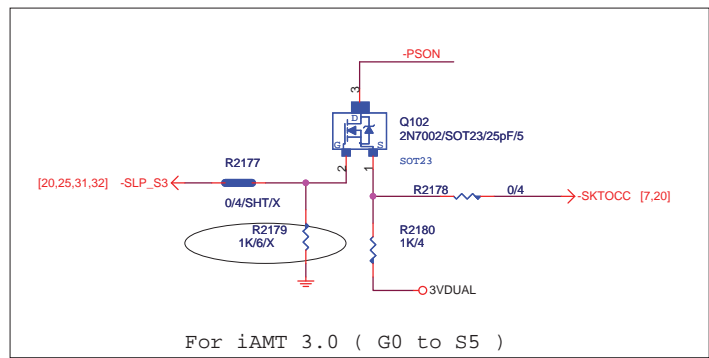 -PSON
3
D
G
S
Q102
2N7002/SOT23/25pF/5
SOT23
2
1
R2177
[20,25,31,32] -SLP_S3
0/4/SHT/X
R2178
0/4
-SKTOCC [7,20]
R2179
1K/6/X
R2180
1K/4
3VDUAL
For iAMT 3.0 ( G0 to S5 )